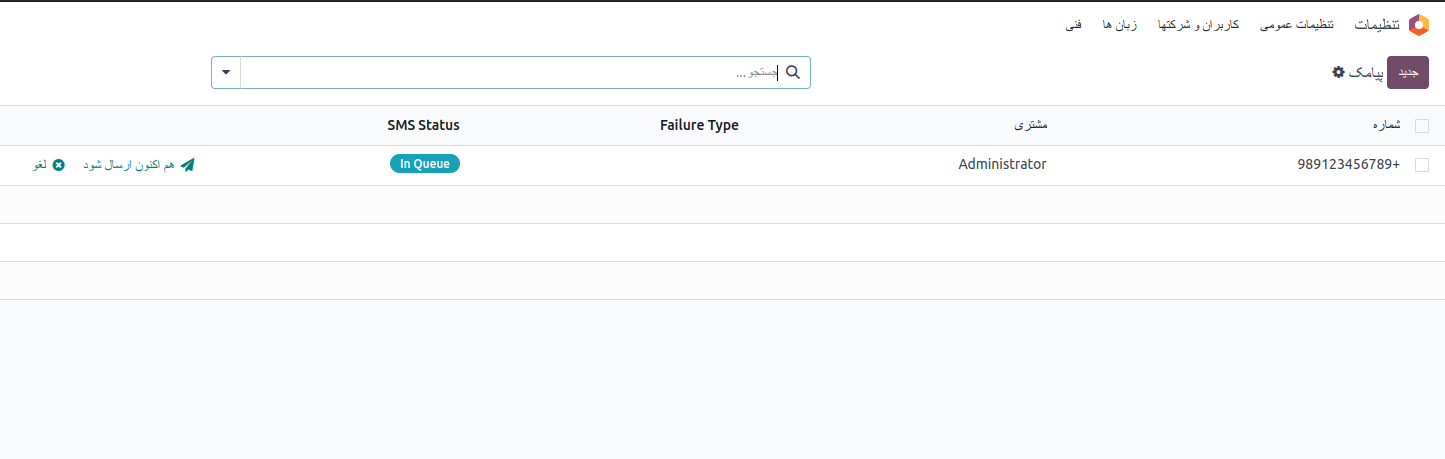 تنظیمات تنظیمات عمومی کاربران و شرکتها زبان ها فنی
جدید پیامک جستجو...
شماره مشتری Failure Type SMS Status
+989123456789 Administrator In Queue هم اکنون ارسال شود لغو